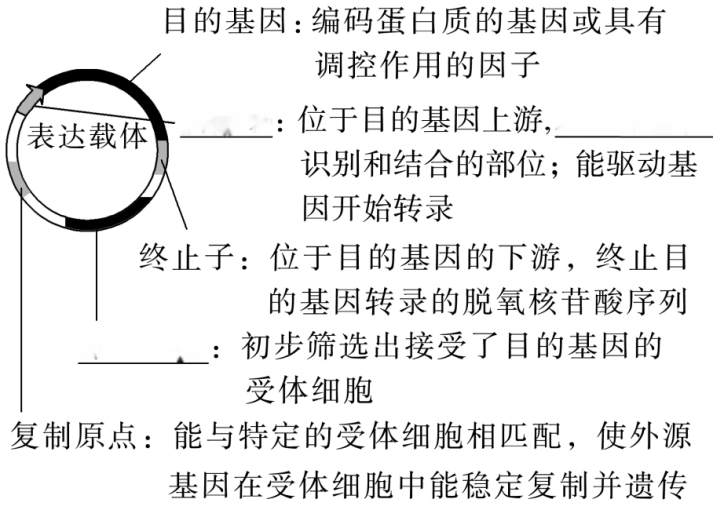 目的基因：编码蛋白质的基因或具有
调控作用的因子
表达载体
：位于目的基因上游，
识别和结合的部位；能驱动基
因开始转录
终止子：位于目的基因的下游，终止目
的基因转录的脱氧核苷酸序列
：初步筛选出接受了目的基因的
受体细胞
复制原点：能与特定的受体细胞相匹配，使外源
基因在受体细胞中能稳定复制并遗传